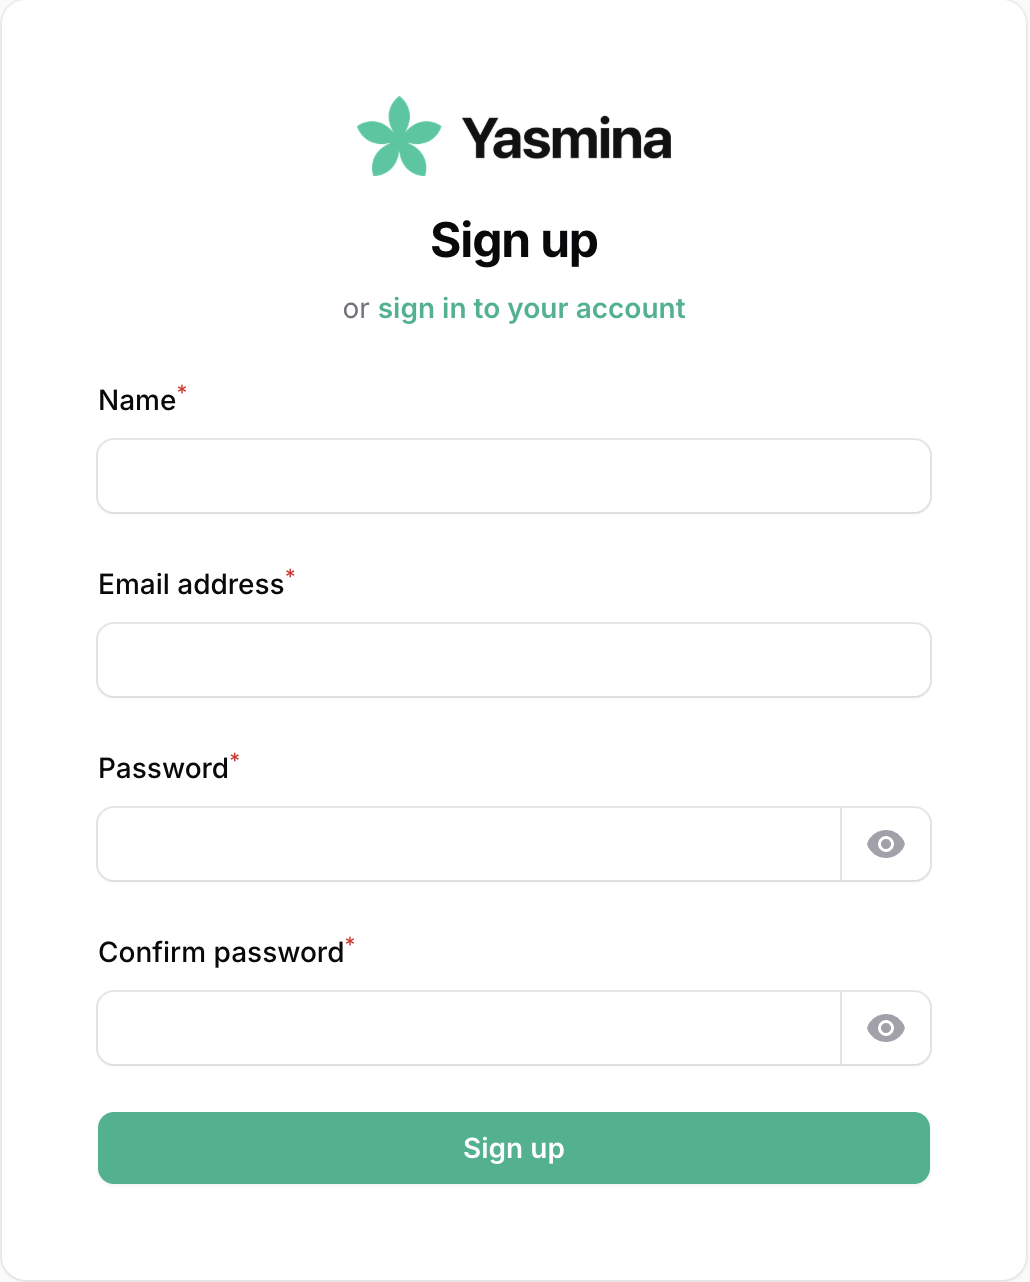 Yasmina
Sign up
or sign in to your account
Name*
Email address*
Password*
Confirm password*
Sign up